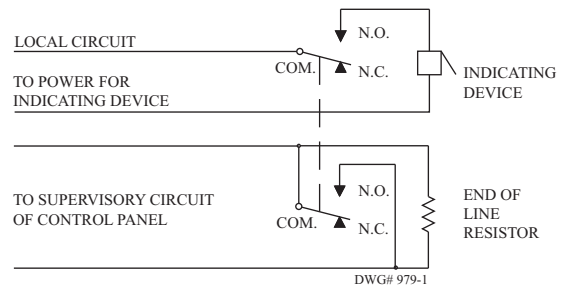 LOCAL CIRCUIT
N.O.
COM.
N.C.
TO POWER FOR
INDICATING DEVICE
INDICATING
DEVICE
TO SUPERVISORY CIRCUIT
OF CONTROL PANEL
N.O.
COM.
N.C.
END OF
LINE
RESISTOR
DWG# 979-1